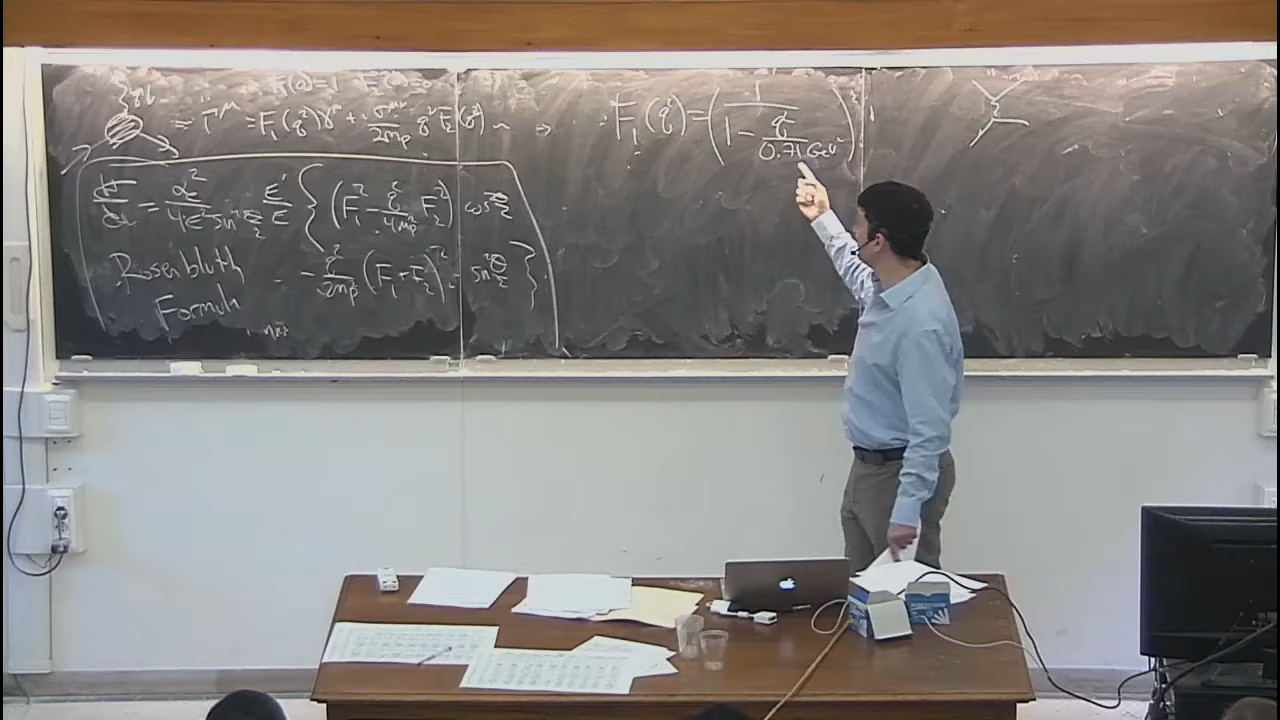 F₁(0)=1 F₂(0)=0
= Γ^μ = F₁(q²)γ^μ + i σ^{μν}/2m_p q^ν F₂(q²)
dσ/dΩ = α²/(4E² sin⁴ θ/2) E'/E { (F₁² - q²/4m_p² F₂²) cos² θ/2
Rosenbluth - q²/2m_p² (F₁+F₂)² sin² θ/2 }
Formula
F₁(q²) = (1/(1 - q²/0.71 GeV²))²